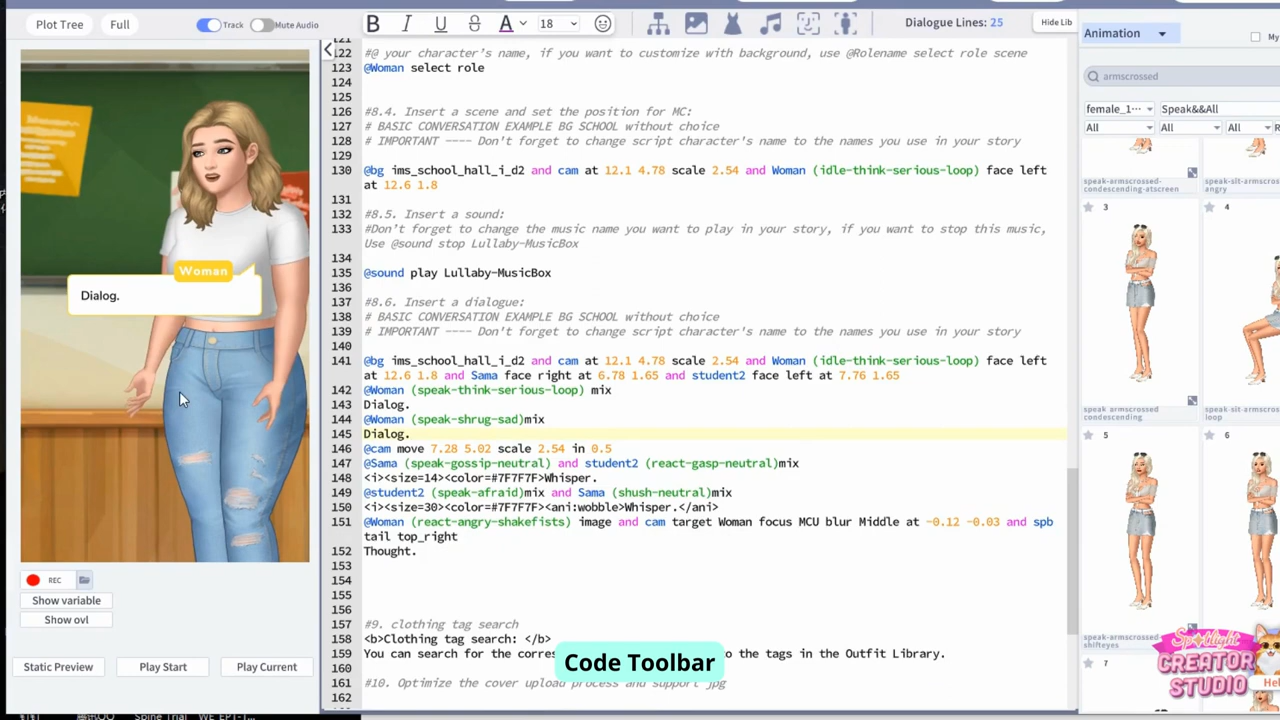 Plot Tree
Full
Track
Mute Audio
B I U S A 18
Dialogue Lines: 25
Hide Lib
Animation
My
armscrossed
female_1...
Speak&&All
All
All
All
speak-armscrossed-condescending-atscreen
speak-sit-armscross
angry
3
4
speak armscrossed
condescending
speak-sit-armscross
loop
5
6
speak-armscrossed
shifteyes
7
Woman
Dialog.
REC
Show variable
Show ovl
Static Preview
Play Start
Play Current
121
122 #@ your character's name, if you want to customize with background, use @Rolename select role scene
123 @Woman select role
124
125
126 #8.4. Insert a scene and set the position for MC:
127 # BASIC CONVERSATION EXAMPLE BG SCHOOL without choice
128 # IMPORTANT ---- Don't forget to change script character's name to the names you use in your story
129
130 @bg ims_school_hall_i_d2 and cam at 12.1 4.78 scale 2.54 and Woman (idle-think-serious-loop) face left
at 12.6 1.8
131
132 #8.5. Insert a sound:
133 #Don't forget to change the music name you want to play in your story, if you want to stop this music,
Use @sound stop Lullaby-MusicBox
134
135 @sound play Lullaby-MusicBox
136
137 #8.6. Insert a dialogue:
138 # BASIC CONVERSATION EXAMPLE BG SCHOOL without choice
139 # IMPORTANT ---- Don't forget to change script character's name to the names you use in your story
140
141 @bg ims_school_hall_i_d2 and cam at 12.1 4.78 scale 2.54 and Woman (idle-think-serious-loop) face left
at 12.6 1.8 and Sama face right at 6.78 1.65 and student2 face left at 7.76 1.65
142 @Woman (speak-think-serious-loop) mix
143 Dialog.
144 @Woman (speak-shrug-sad)mix
145 Dialog.
146 @cam move 7.28 5.02 scale 2.54 in 0.5
147 @Sama (speak-gossip-neutral) and student2 (react-gasp-neutral)mix
148 <i><size=14><color=#7F7F7F>Whisper.
149 @student2 (speak-afraid)mix and Sama (shush-neutral)mix
150 <i><size=30><color=#7F7F7F><ani:wobble>Whisper.</ani>
151 @Woman (react-angry-shakefists) image and cam target Woman focus MCU blur Middle at -0.12 -0.03 and spb
tail top_right
152 Thought.
153
154
155
156
157 #9. clothing tag search
158 <b>Clothing tag search: </b>
159 You can search for the corres o the tags in the Outfit Library.
160
161 #10. Optimize the cover upload process and support jpg
162
Code Toolbar
Spotlight
CREATOR
STUDIO
Hel